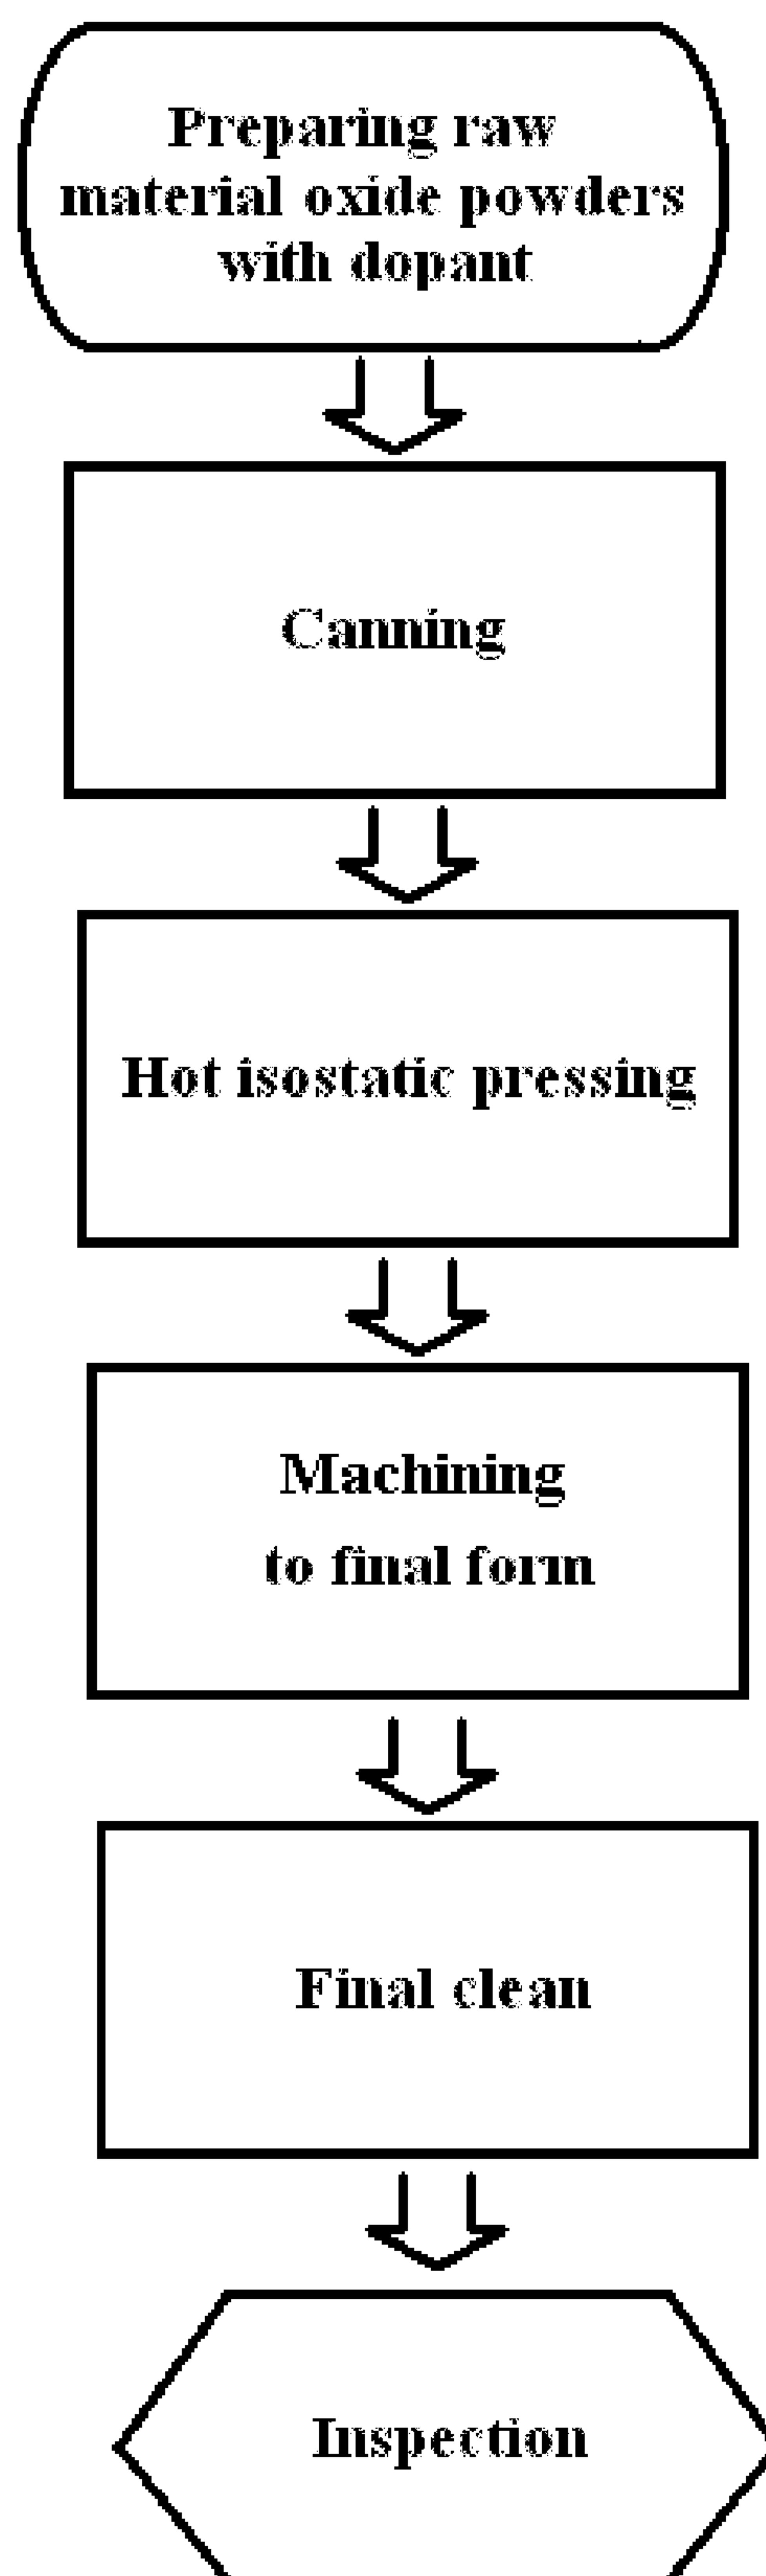 Preparing raw
material oxide powders
with dopant
Canning
Hot isostatic pressing
Machining
to final form
Final clean
Inspection